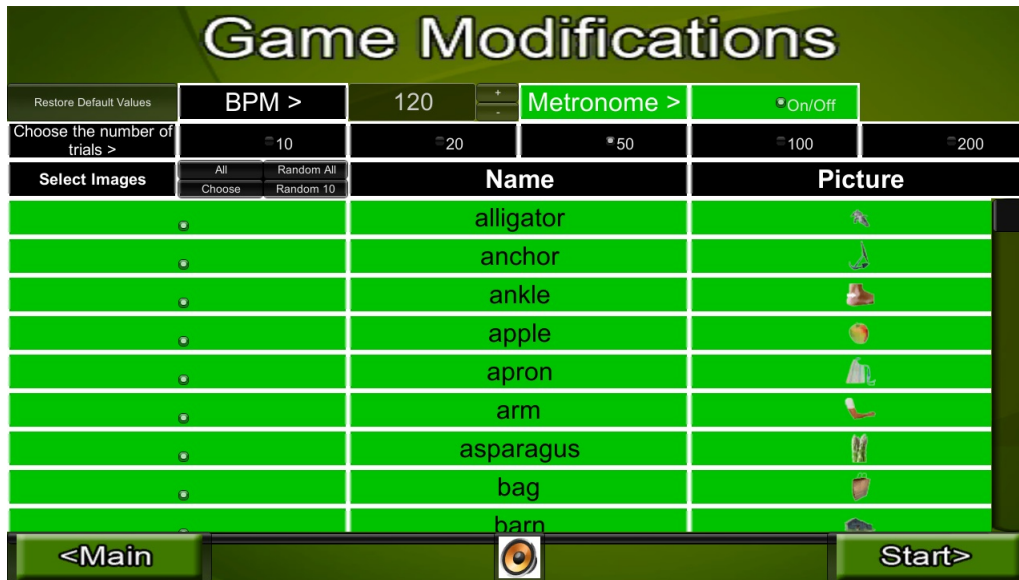 Game Modifications
Restore Default Values
BPM >
120
+
-
Metronome >
On/Off
Choose the number of
trials >
10
20
50
100
200
Select Images
All
Random All
Choose
Random 10
Name
Picture
alligator
anchor
ankle
apple
apron
arm
asparagus
bag
barn
<Main
Start>